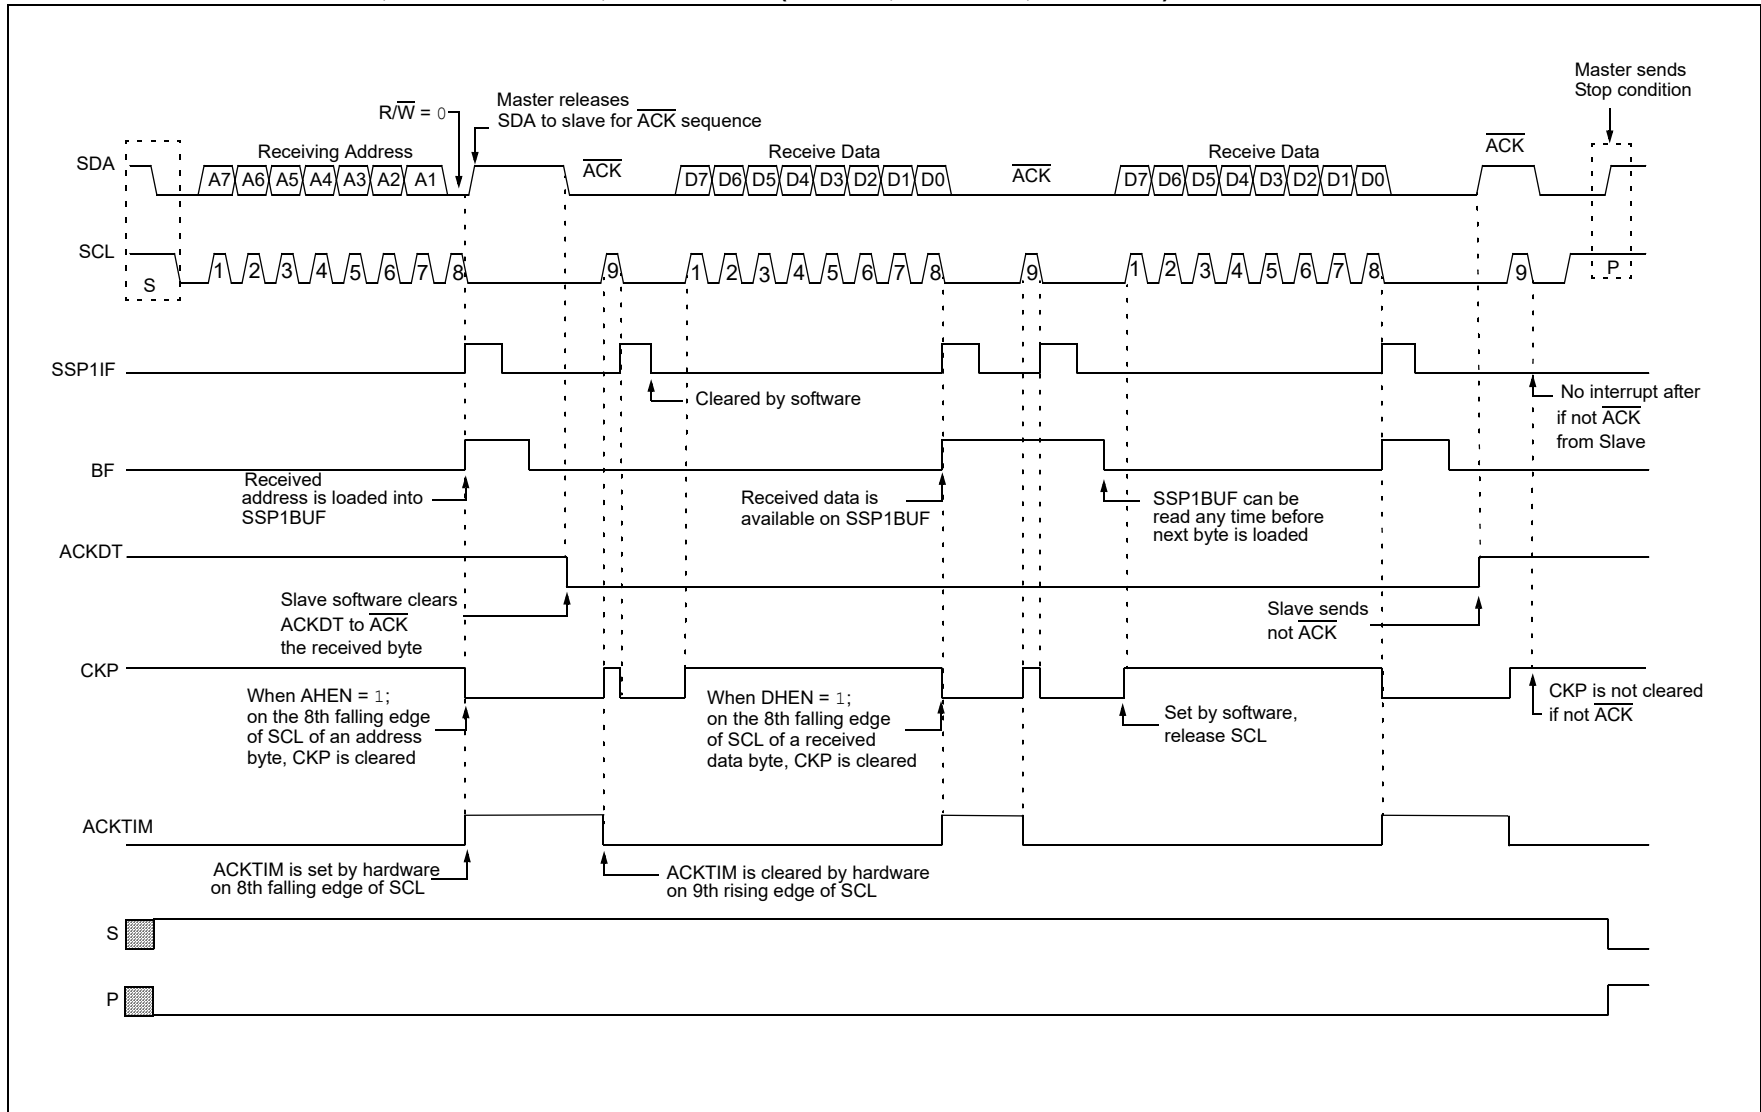 Master sends
Stop condition
R/W̅ = 0
Master releases
SDA to slave for A̅C̅K̅ sequence
SDA
Receiving Address
A̅C̅K̅
Receive Data
A̅C̅K̅
Receive Data
A̅C̅K̅
A7 A6 A5 A4 A3 A2 A1
D7 D6 D5 D4 D3 D2 D1 D0
D7 D6 D5 D4 D3 D2 D1 D0
SCL
S
1 2 3 4 5 6 7 8
9
1 2 3 4 5 6 7 8
9
1 2 3 4 5 6 7 8
9
P
SSP1IF
Cleared by software
No interrupt after
if not A̅C̅K̅
from Slave
BF
Received
address is loaded into
SSP1BUF
Received data is
available on SSP1BUF
SSP1BUF can be
read any time before
next byte is loaded
ACKDT
Slave software clears
ACKDT to A̅C̅K̅
the received byte
Slave sends
not A̅C̅K̅
CKP
When AHEN = 1;
on the 8th falling edge
of SCL of an address
byte, CKP is cleared
When DHEN = 1;
on the 8th falling edge
of SCL of a received
data byte, CKP is cleared
Set by software,
release SCL
CKP is not cleared
if not A̅C̅K̅
ACKTIM
ACKTIM is set by hardware
on 8th falling edge of SCL
ACKTIM is cleared by hardware
on 9th rising edge of SCL
S
P